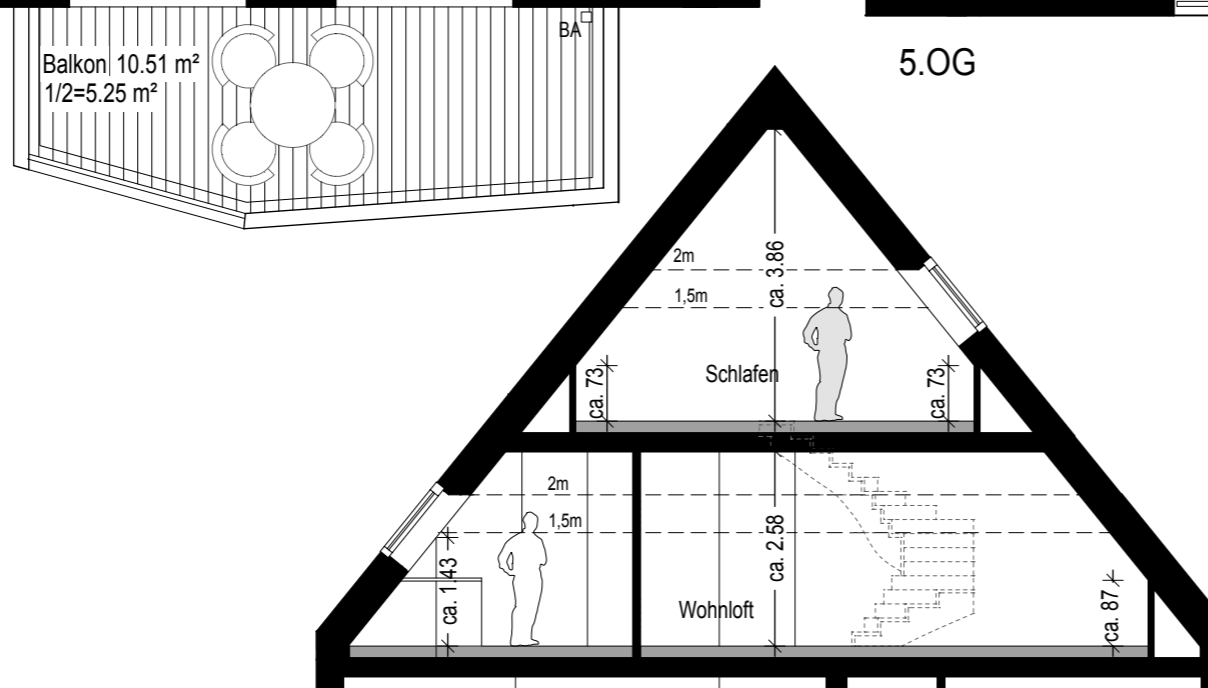 BA
Balkon 10.51 m²
1/2=5.25 m²
5.OG
2m
ca. 3.86
1,5m
Schlafen
ca. 73
ca. 73
2m
1,5m
ca. 2.58
ca. 1.43
Wohnloft
ca. 87